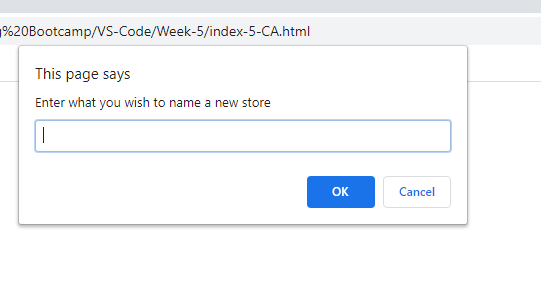 g%20Bootcamp/VS-Code/Week-5/index-5-CA.html
This page says
Enter what you wish to name a new store
OK
Cancel